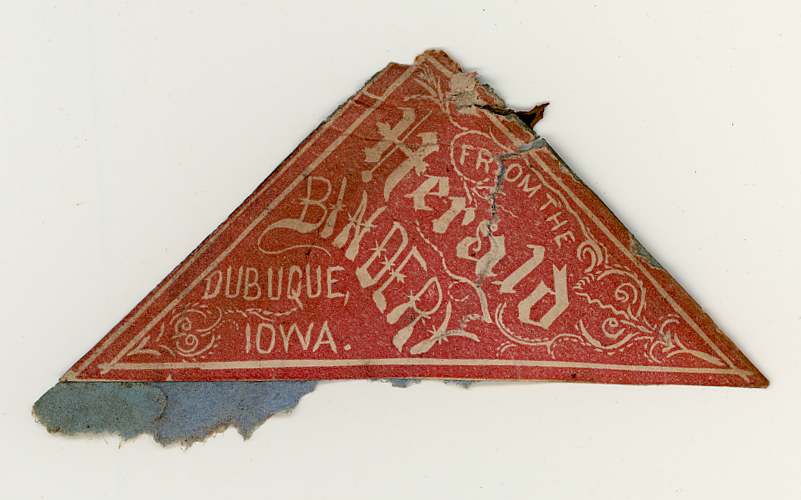 FROM THE
Herald
BINDERY
DUBUQUE,
IOWA.